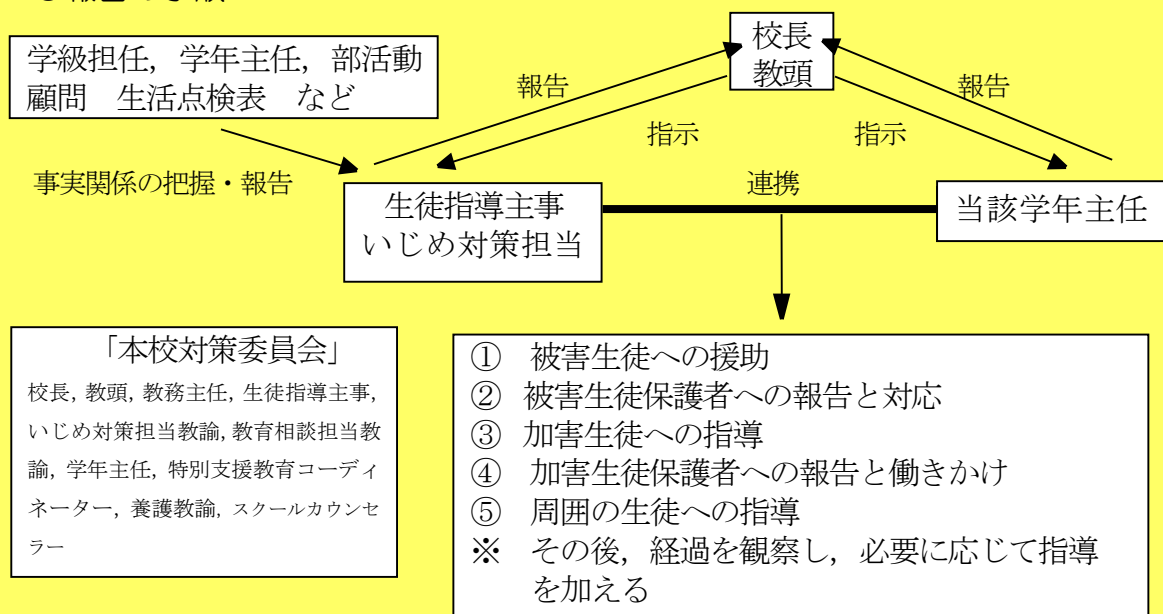 校長
教頭
学級担任，学年主任，部活動
顧問　生活点検表　など
報告
報告
指示
指示
事実関係の把握・報告
連携
生徒指導主事
いじめ対策担当
当該学年主任
「本校対策委員会」
校長，教頭，教務主任，生徒指導主事，
いじめ対策担当教諭，教育相談担当教
諭，学年主任，特別支援教育コーディ
ネーター，養護教諭，スクールカウンセ
ラー
①　被害生徒への援助
②　被害生徒保護者への報告と対応
③　加害生徒への指導
④　加害生徒保護者への報告と働きかけ
⑤　周囲の生徒への指導
※　その後，経過を観察し，必要に応じて指導
を加える